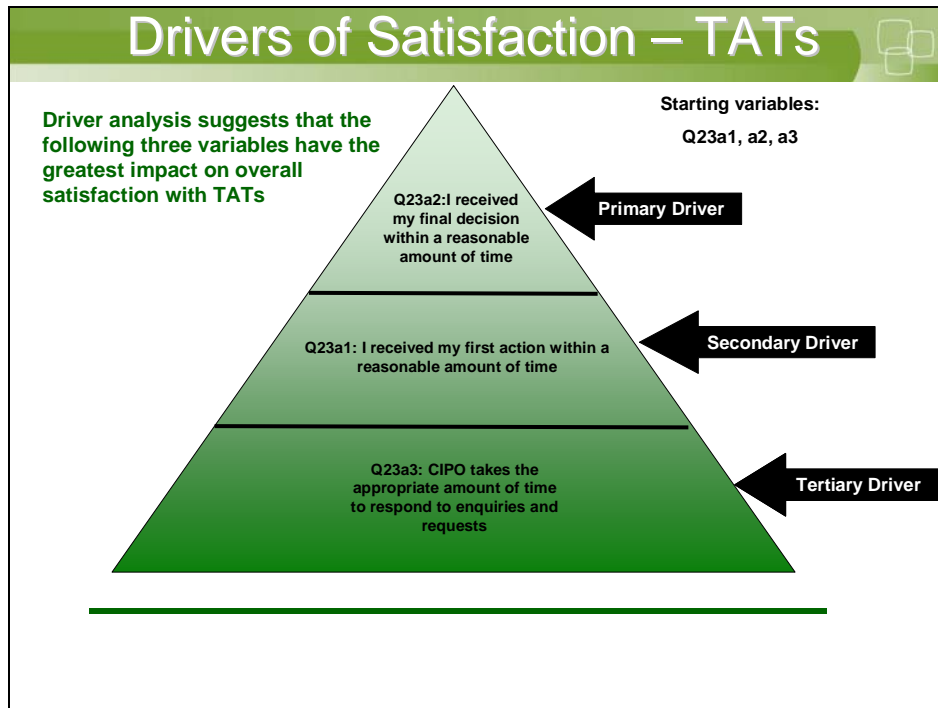 Drivers of Satisfaction – TATs
Driver analysis suggests that the
following three variables have the
greatest impact on overall
satisfaction with TATs
Starting variables:
Q23a1, a2, a3
Q23a2:I received
my final decision
within a reasonable
amount of time
Primary Driver
Q23a1: I received my first action within a
reasonable amount of time
Secondary Driver
Q23a3: CIPO takes the
appropriate amount of time
to respond to enquiries and
requests
Tertiary Driver